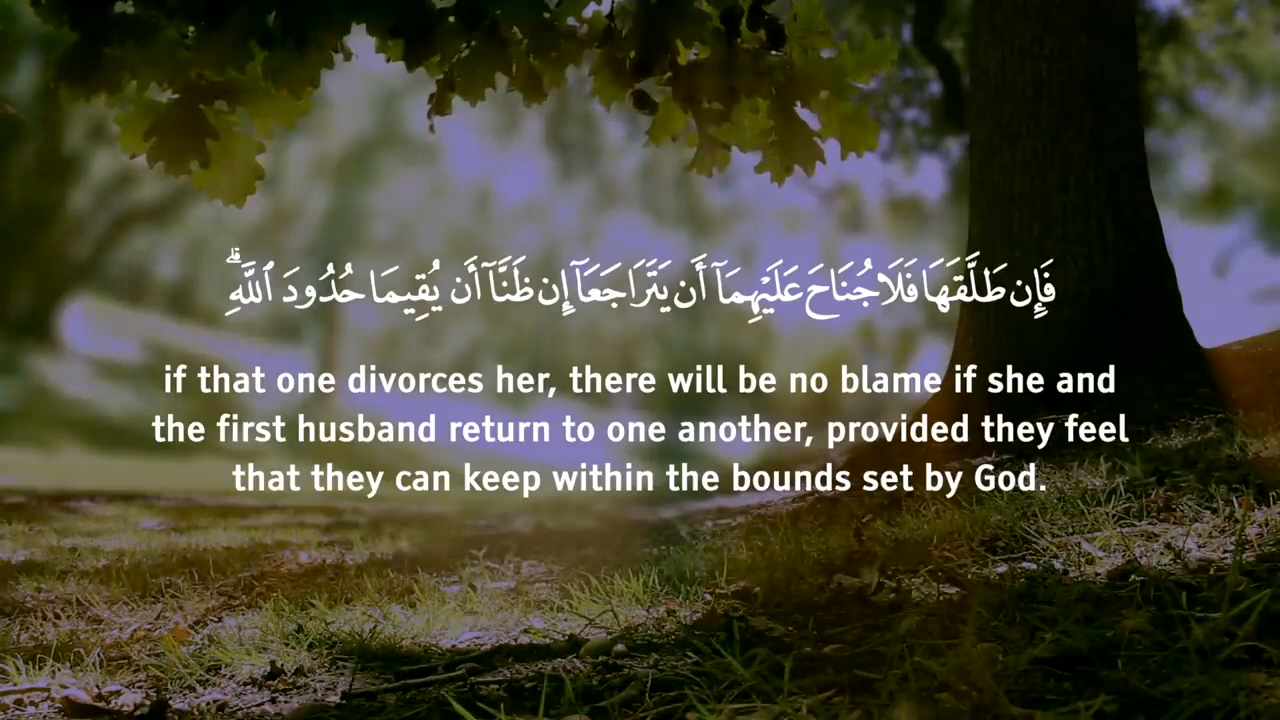 فَإِن طَلَّقَهَا فَلَا جُنَاحَ عَلَيْهِمَآ أَن يَتَرَاجَعَآ إِن ظَنَّآ أَن يُقِيمَا حُدُودَ ٱللَّهِۗ
if that one divorces her, there will be no blame if she and
the first husband return to one another, provided they feel
that they can keep within the bounds set by God.